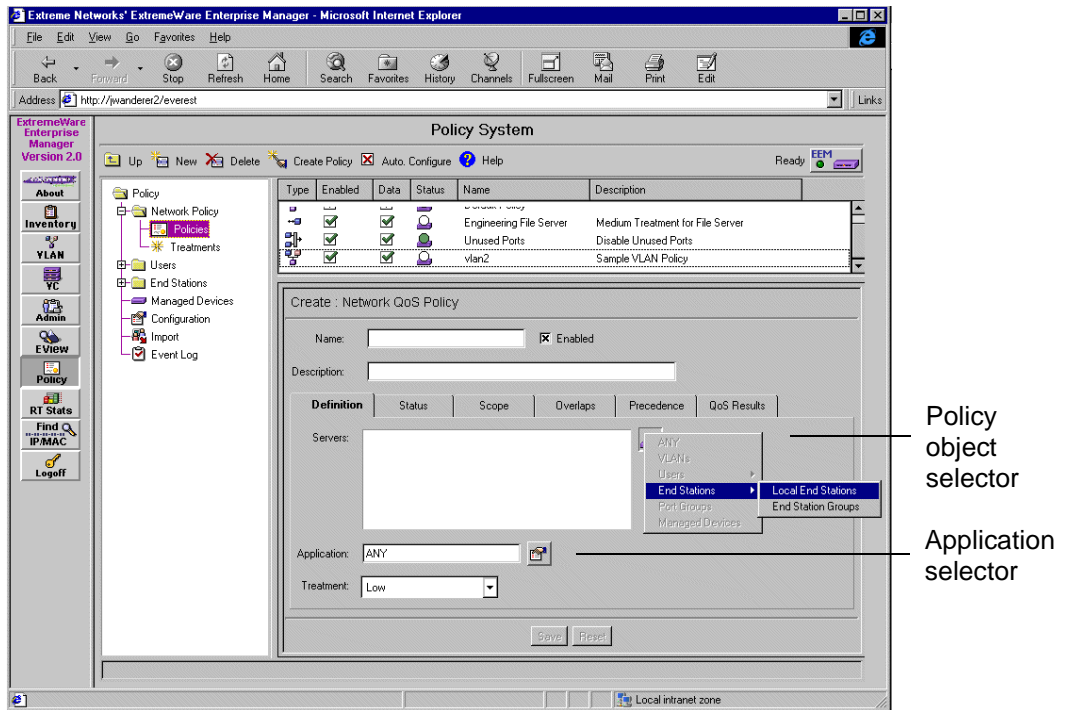 Extreme Networks' ExtremeWare Enterprise Manager - Microsoft Internet Explorer
File Edit View Go Favorites Help
Back Forward Stop Refresh Home Search Favorites History Channels Fullscreen Mail Print Edit
Address http://jwanderer2/everest Links
ExtremeWare
Enterprise
Manager
Version 2.0
About
Inventory
VLAN
VC
Admin
EView
Policy
RT Stats
Find
IP/MAC
Logoff
Policy System
Up New Delete Create Policy Auto. Configure Help Ready EEM
Policy
Network Policy
Policies
Treatments
Users
End Stations
Managed Devices
Configuration
Import
Event Log
Type Enabled Data Status Name Description
Default Policy
Engineering File Server Medium Treatment for File Server
Unused Ports Disable Unused Ports
vlan2 Sample VLAN Policy
Create : Network QoS Policy
Name: Enabled
Description:
Definition Status Scope Overlaps Precedence QoS Results
Servers:
ANY
VLANs
Users
End Stations
Port Groups
Managed Devices
Local End Stations
End Station Groups
Application: ANY
Treatment: Low
Save Reset
Local intranet zone
Policy
object
selector
Application
selector